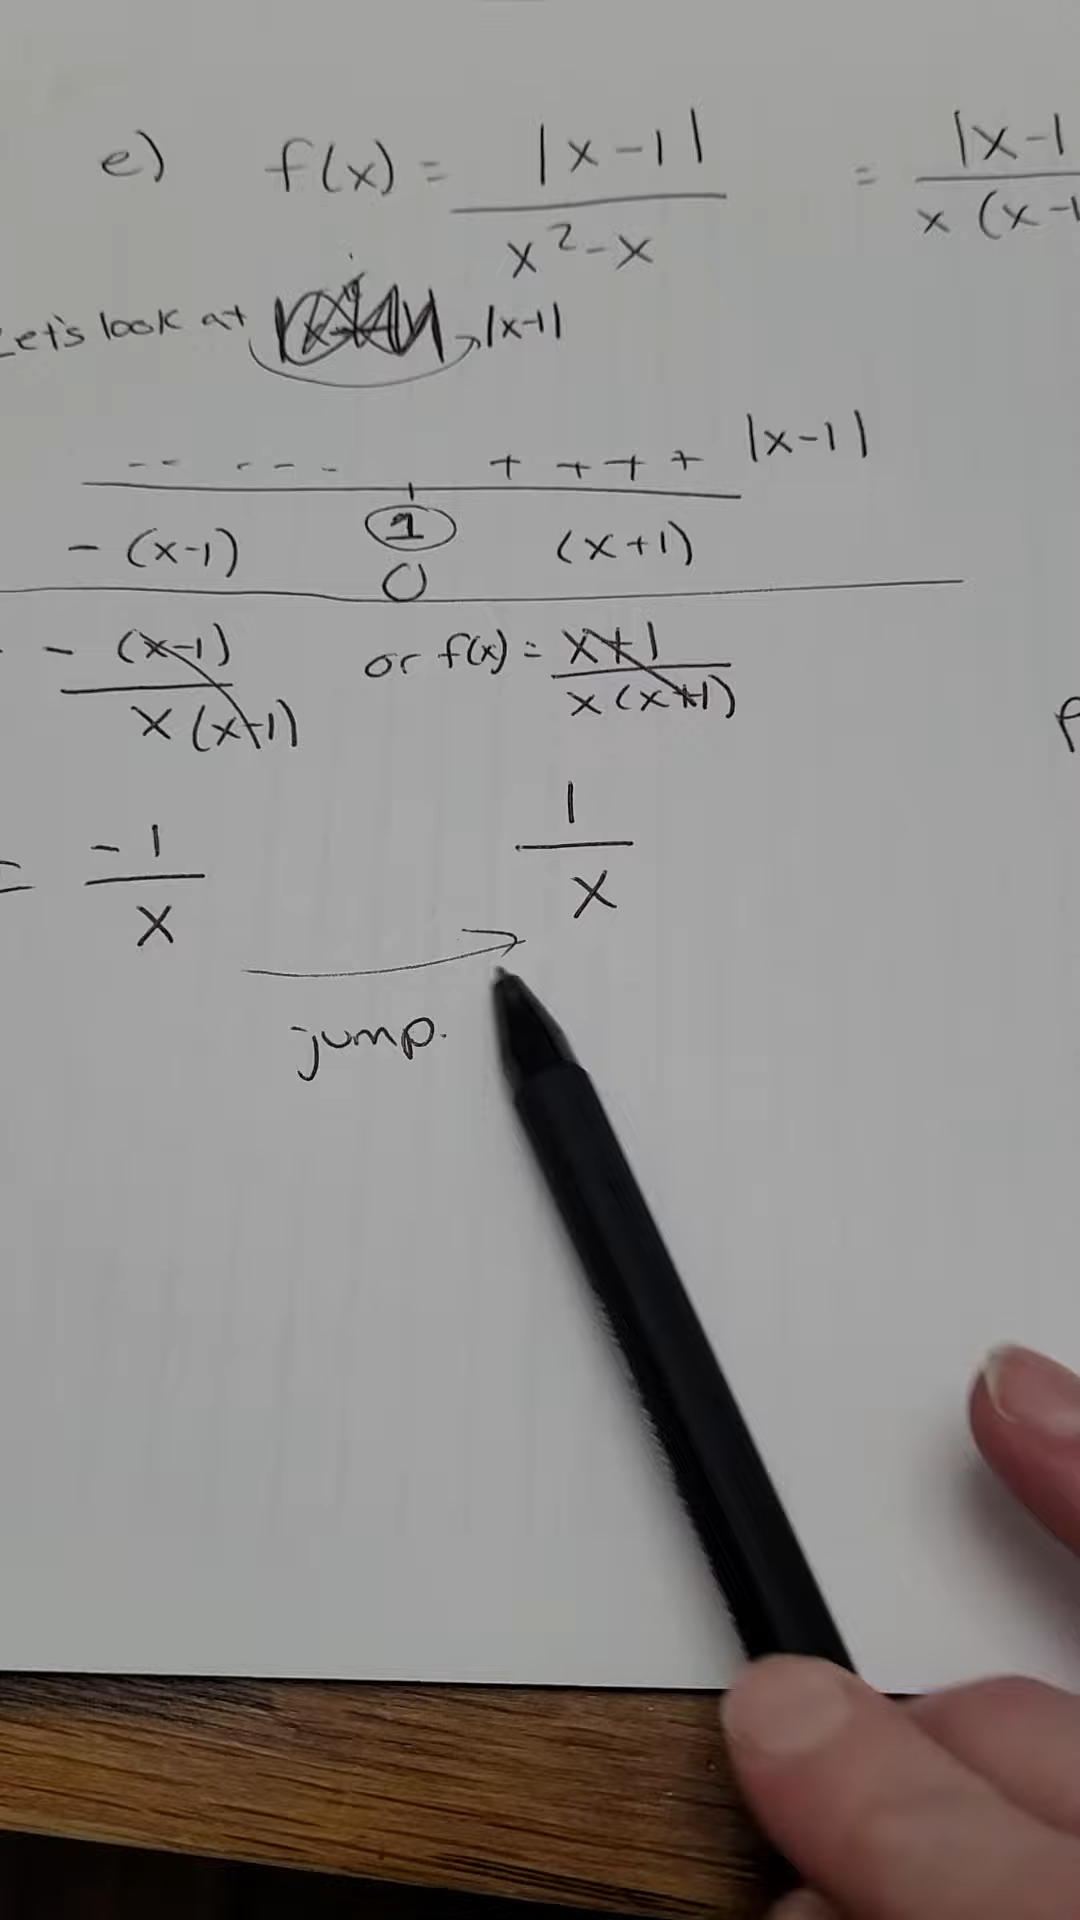 e) f(x) = |x-1| / x²-x = |x-1 / x (x-1
Let's look at |x-1|
-- --- + +++ |x-1|
- (x-1) 1 (x+1)
0
- (x-1) / x (x-1) or f(x) = x+1 / x (x+1)
= -1 / x 1 / x
jump.